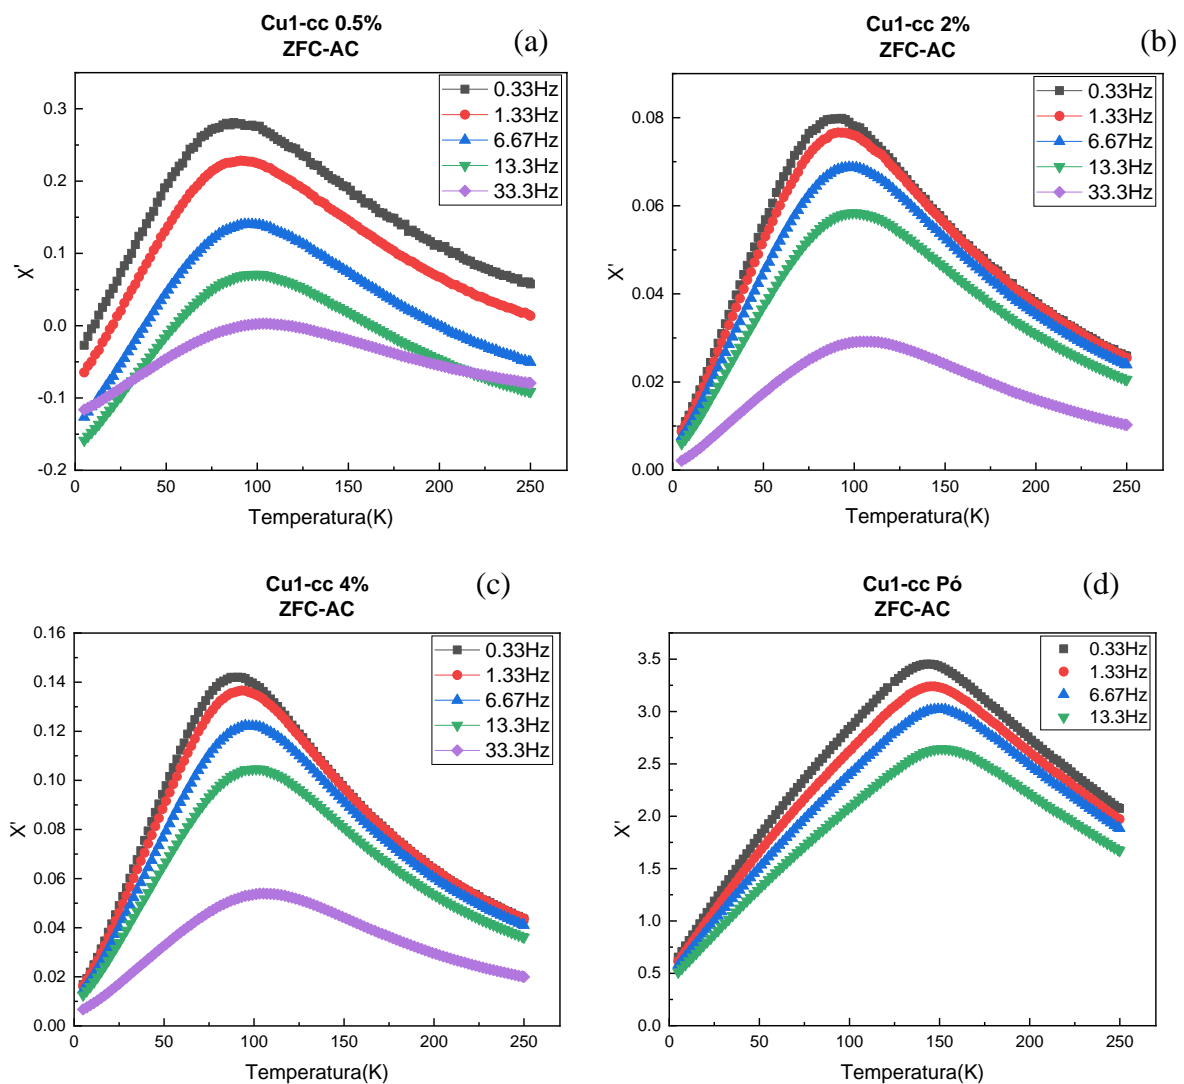 Cu1-cc 0.5%
ZFC-AC
(a)
0.33Hz
1.33Hz
6.67Hz
13.3Hz
33.3Hz
0.3
0.2
0.1
0.0
-0.1
-0.2
χ'
0
50
100
150
200
250
Temperatura(K)
Cu1-cc 2%
ZFC-AC
(b)
0.33Hz
1.33Hz
6.67Hz
13.3Hz
33.3Hz
0.08
0.06
0.04
0.02
0.00
χ'
0
50
100
150
200
250
Temperatura(K)
Cu1-cc 4%
ZFC-AC
(c)
0.33Hz
1.33Hz
6.67Hz
13.3Hz
33.3Hz
0.16
0.14
0.12
0.10
0.08
0.06
0.04
0.02
0.00
χ'
0
50
100
150
200
250
Temperatura(K)
Cu1-cc Pó
ZFC-AC
(d)
0.33Hz
1.33Hz
6.67Hz
13.3Hz
3.5
3.0
2.5
2.0
1.5
1.0
0.5
0.0
χ'
0
50
100
150
200
250
Temperatura(K)